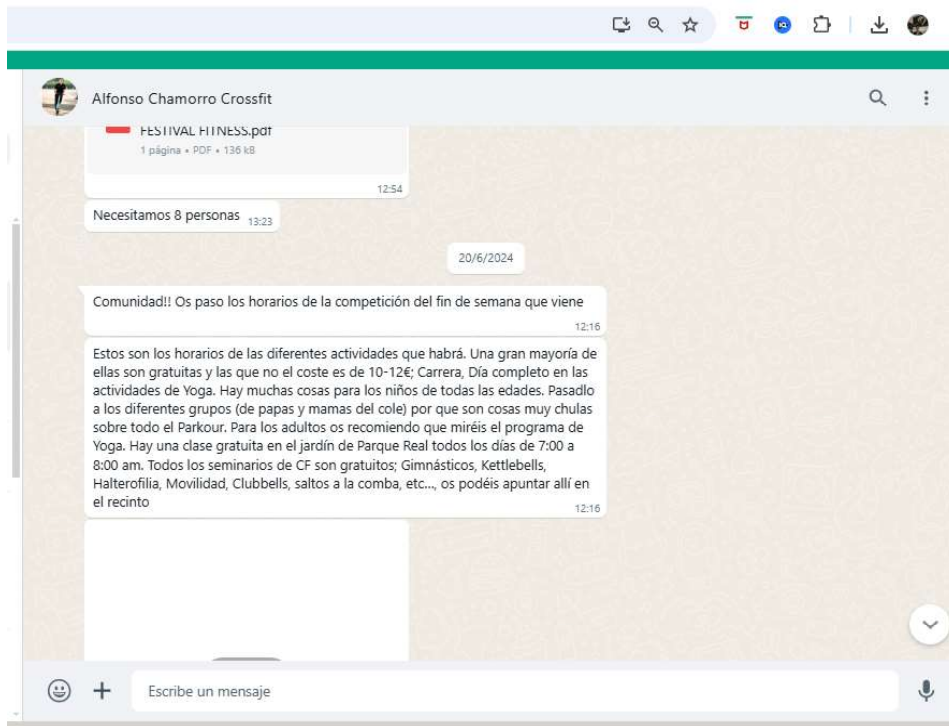 Alfonso Chamorro Crossfit
FESTIVAL FITNESS.pdf
1 página • PDF • 136 kB
12:54
Necesitamos 8 personas 13:23
20/6/2024
Comunidad!! Os paso los horarios de la competición del fin de semana que viene
12:16
Estos son los horarios de las diferentes actividades que habrá. Una gran mayoría de
ellas son gratuitas y las que no el coste es de 10-12€; Carrera, Día completo en las
actividades de Yoga. Hay muchas cosas para los niños de todas las edades. Pasadlo
a los diferentes grupos (de papas y mamas del cole) por que son cosas muy chulas
sobre todo el Parkour. Para los adultos os recomiendo que miréis el programa de
Yoga. Hay una clase gratuita en el jardín de Parque Real todos los días de 7:00 a
8:00 am. Todos los seminarios de CF son gratuitos; Gimnásticos, Kettlebells,
Halterofilia, Movilidad, Clubbells, saltos a la comba, etc..., os podéis apuntar allí en
el recinto
12:16
Escribe un mensaje